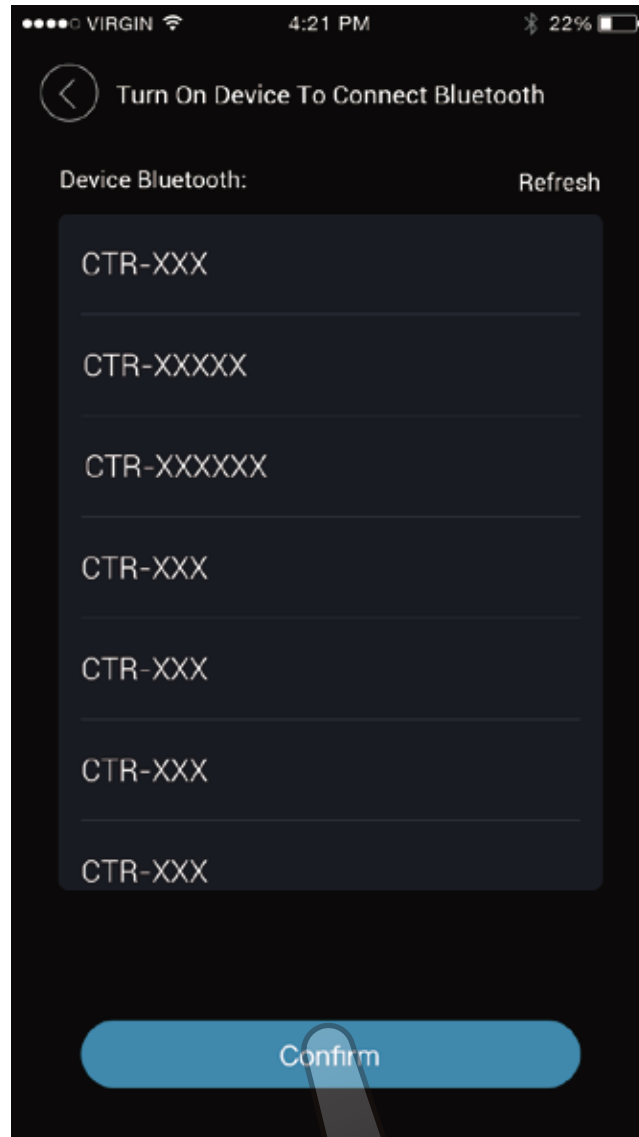 VIRGIN 4:21 PM 22%
Turn On Device To Connect Bluetooth
Device Bluetooth: Refresh
CTR-XXX
CTR-XXXXX
CTR-XXXXXX
CTR-XXX
CTR-XXX
CTR-XXX
CTR-XXX
Confirm